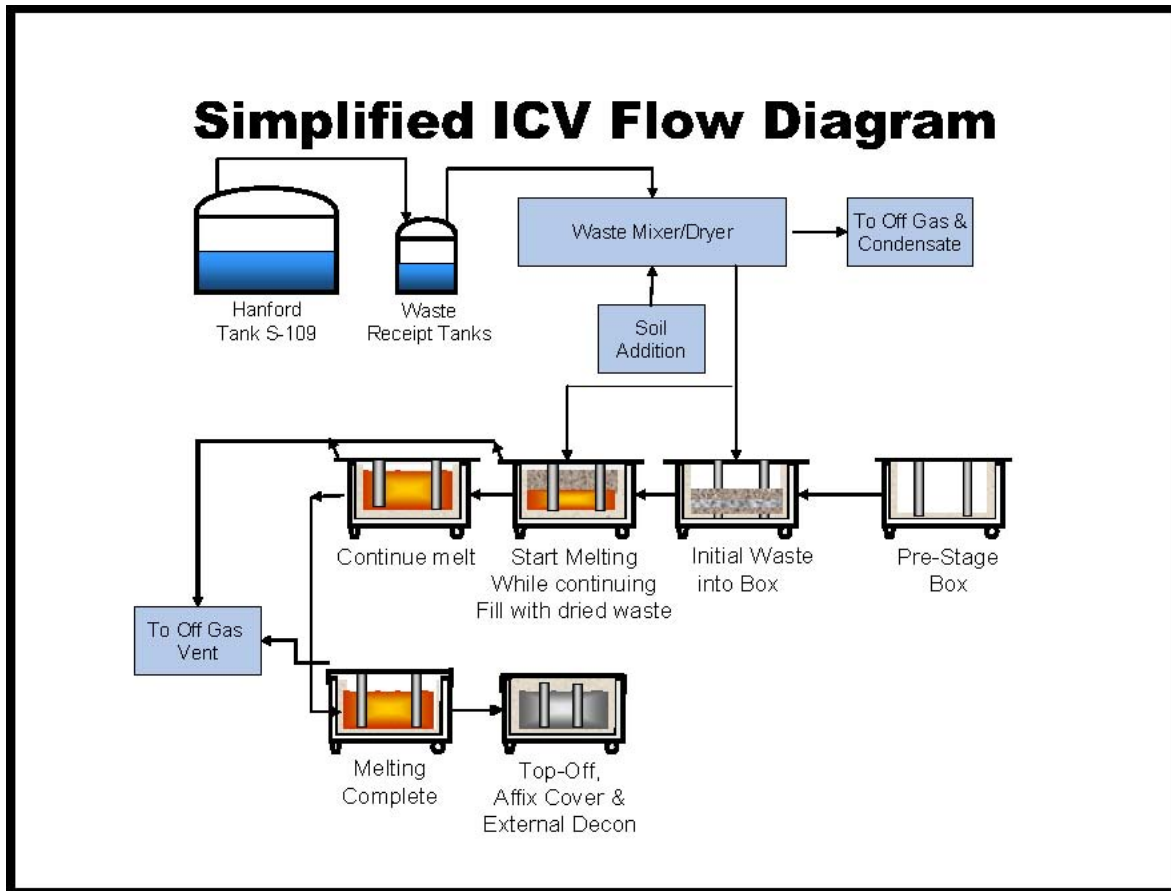 Simplified ICV Flow Diagram
Hanford
Tank S-109
Waste
Receipt Tanks
Waste Mixer/Dryer
To Off Gas &
Condensate
Soil
Addition
Continue melt
Start Melting
While continuing
Fill with dried waste
Initial Waste
into Box
Pre-Stage
Box
To Off Gas
Vent
Melting
Complete
Top-Off,
Affix Cover &
External Decon